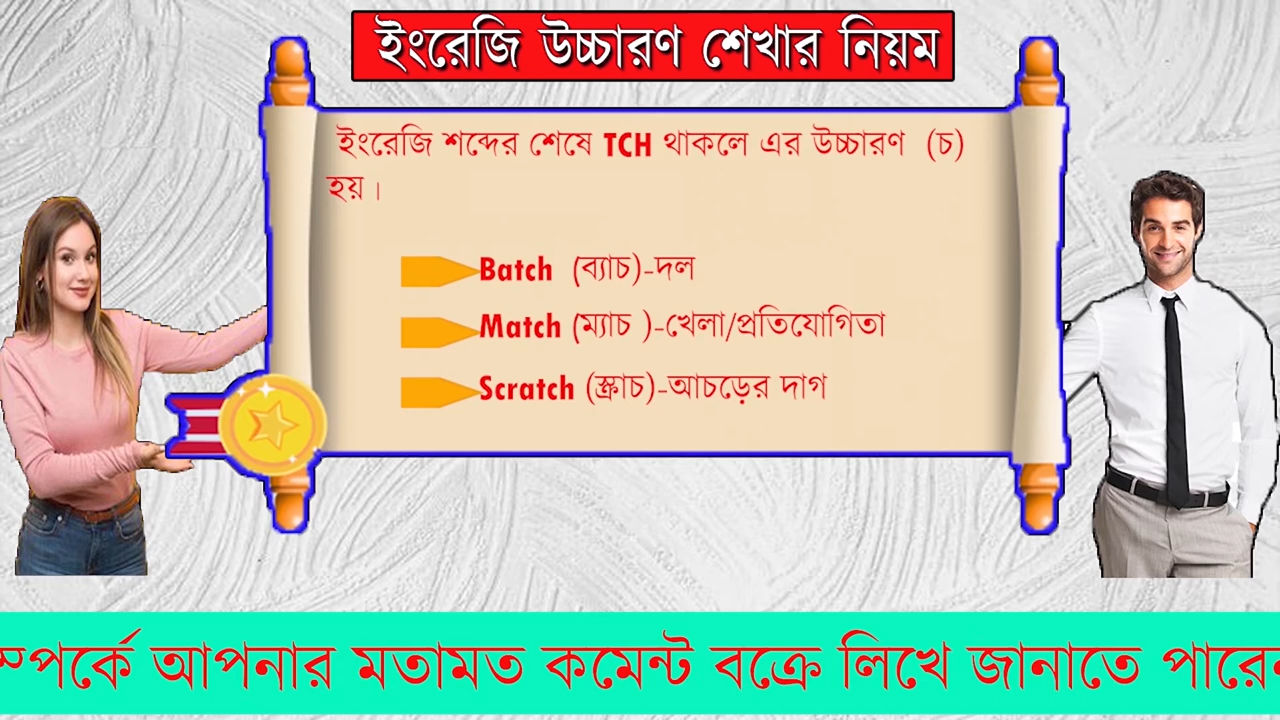 ইংরেজি উচ্চারণ শেখার নিয়ম
ইংরেজি শব্দের শেষে TCH থাকলে এর উচ্চারণ (চ)
হয়।
Batch (ব্যাচ)-দল
Match (ম্যাচ )-খেলা/প্রতিযোগিতা
Scratch (স্ক্রাচ)-আচড়ের দাগ
আপনার মতামত কমেন্ট বক্রে লিখে জানাতে